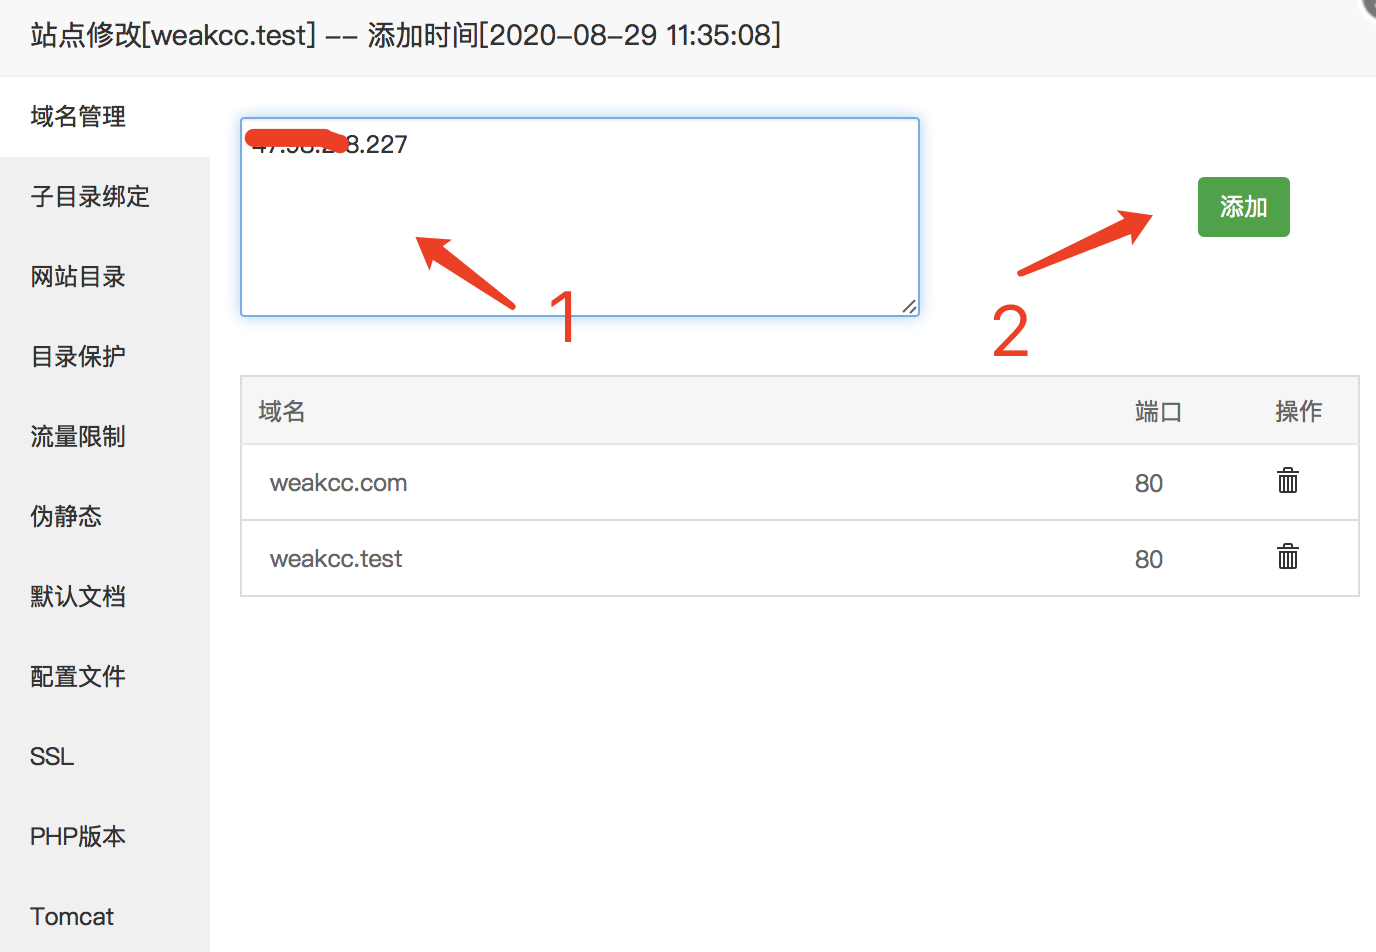 站点修改[weakcc.test] -- 添加时间[2020-08-29 11:35:08]
域名管理
子目录绑定
网站目录
目录保护
流量限制
伪静态
默认文档
配置文件
SSL
PHP版本
Tomcat
8.227
添加
1
2
域名 端口 操作
weakcc.com 80
weakcc.test 80